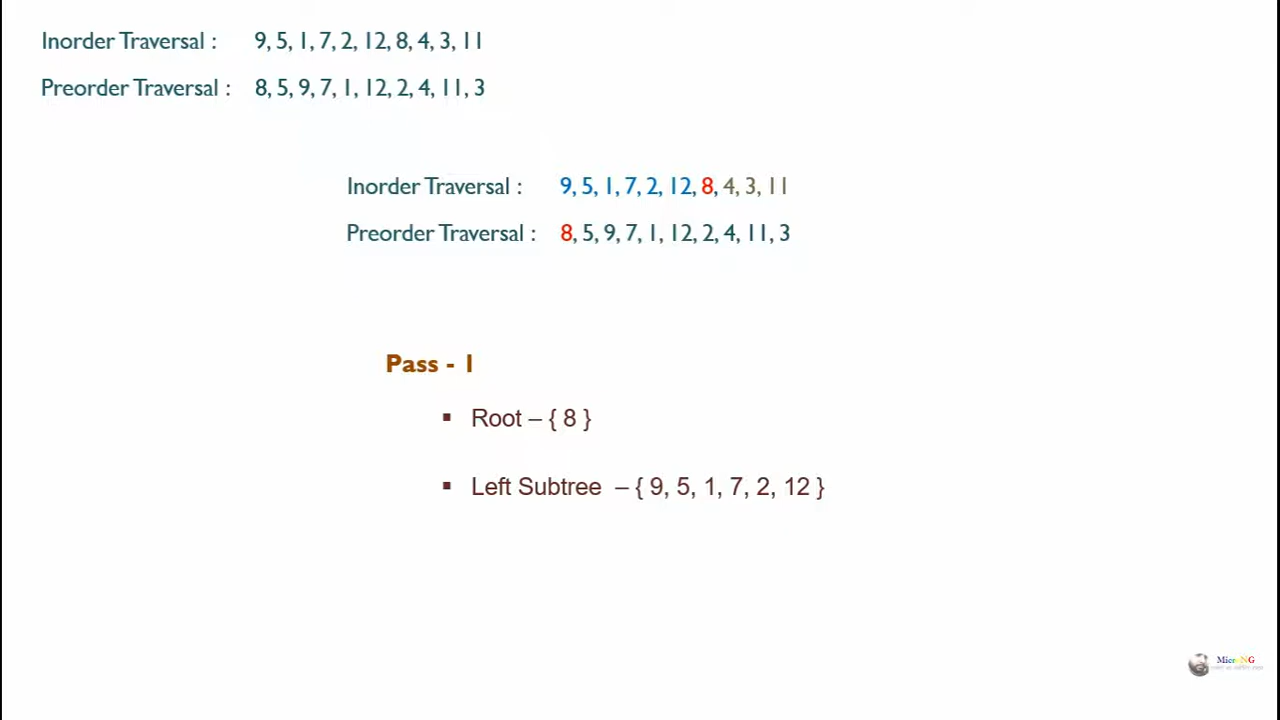 Inorder Traversal : 9, 5, 1, 7, 2, 12, 8, 4, 3, 11
Preorder Traversal : 8, 5, 9, 7, 1, 12, 2, 4, 11, 3
Inorder Traversal : 9, 5, 1, 7, 2, 12, 8, 4, 3, 11
Preorder Traversal : 8, 5, 9, 7, 1, 12, 2, 4, 11, 3
Pass - 1
▪ Root – { 8 }
▪ Left Subtree – { 9, 5, 1, 7, 2, 12 }
MicroNG